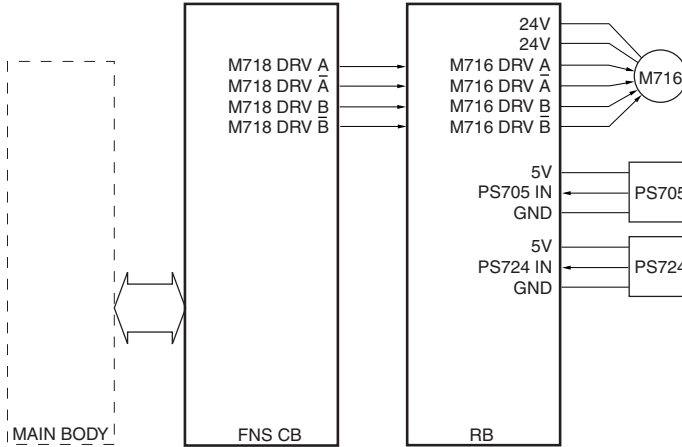 24V
24V
M718 DRV A M716 DRV A
M718 DRV A̅ M716 DRV A̅
M718 DRV B M716 DRV B
M718 DRV B̅ M716 DRV B̅
M716
5V
PS705 IN PS705
GND
5V
PS724 IN PS724
GND
MAIN BODY FNS CB RB